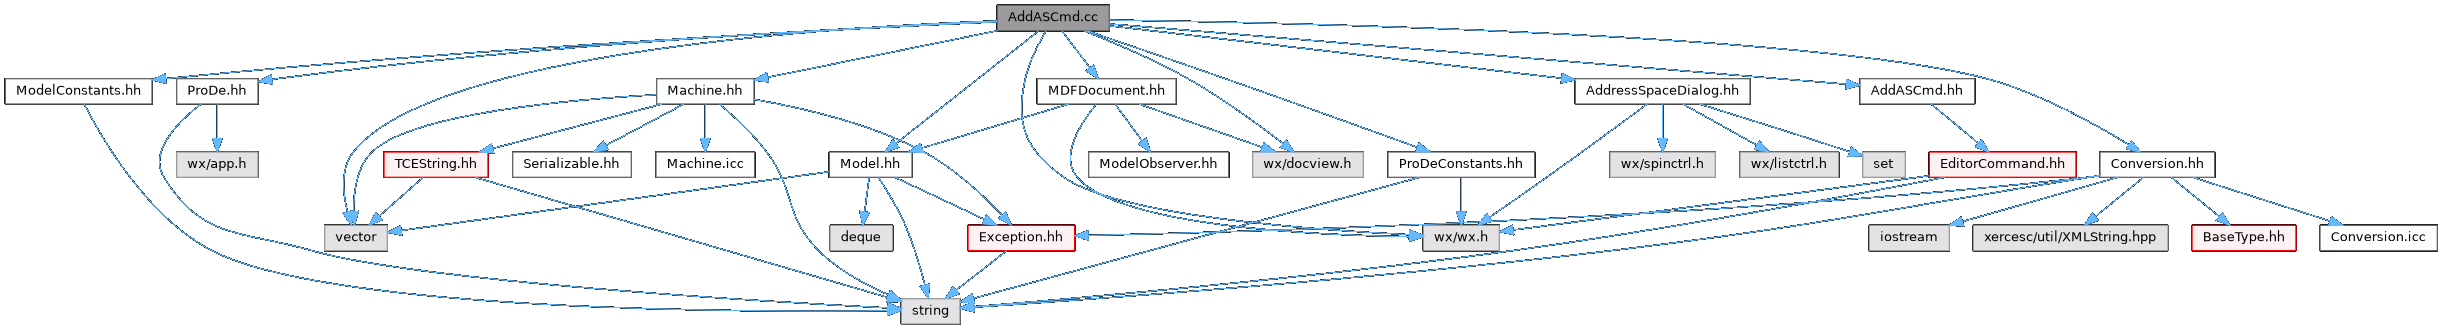 AddASCmd.cc
ModelConstants.hh
ProDe.hh
Machine.hh
MDFDocument.hh
AddressSpaceDialog.hh
AddASCmd.hh
wx/app.h
TCEString.hh
Serializable.hh
Machine.icc
Model.hh
ModelObserver.hh
wx/docview.h
ProDeConstants.hh
wx/spinctrl.h
wx/listctrl.h
set
EditorCommand.hh
Conversion.hh
vector
deque
Exception.hh
wx/wx.h
iostream
xercesc/util/XMLString.hpp
BaseType.hh
Conversion.icc
string